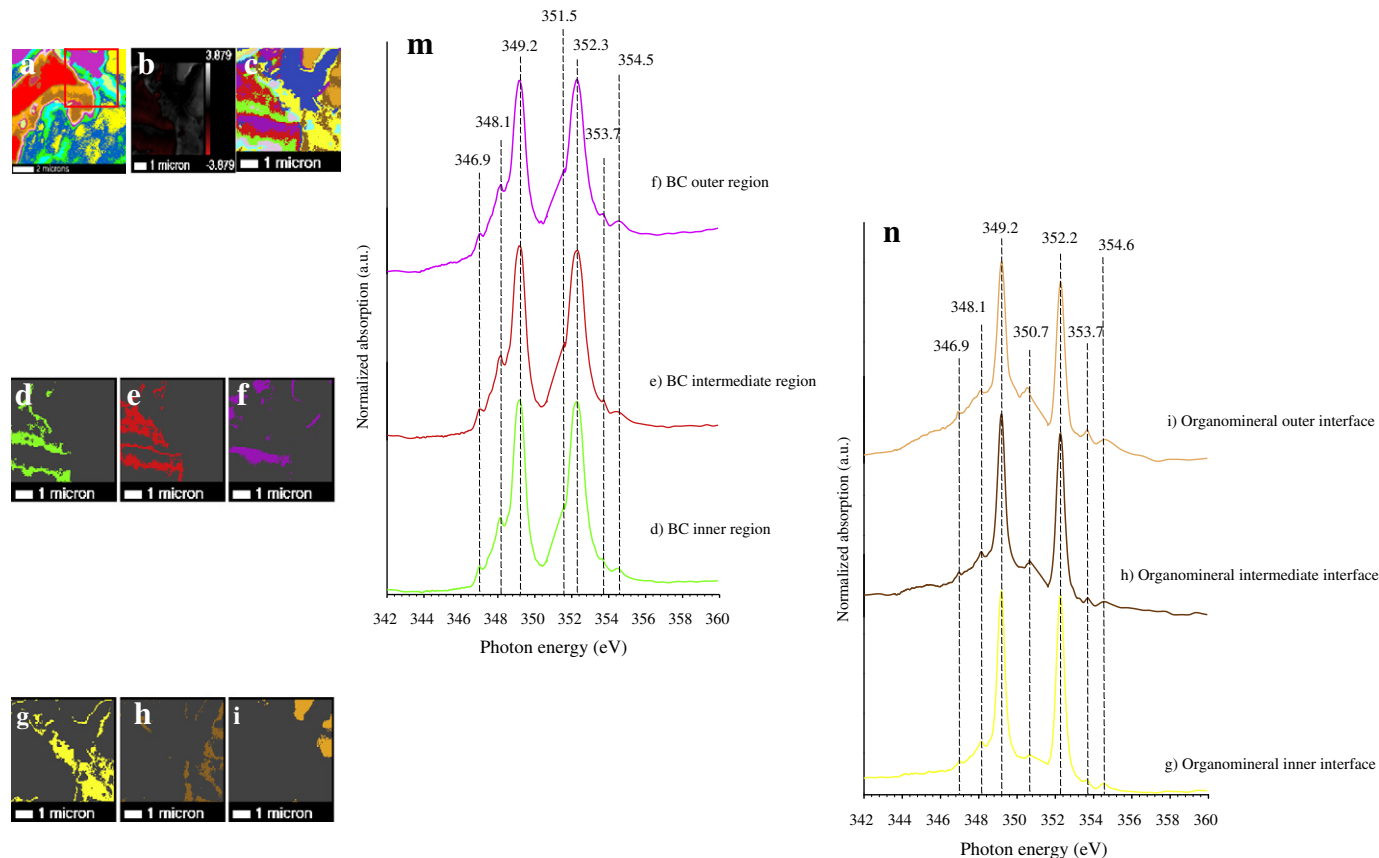 a
2 microns
b
3.879
-3.879
1 micron
c
1 micron
d
1 micron
e
1 micron
f
1 micron
g
1 micron
h
1 micron
i
1 micron
m
346.9
348.1
349.2
351.5
352.3
353.7
354.5
f) BC outer region
e) BC intermediate region
d) BC inner region
Normalized absorption (a.u.)
342 344 346 348 350 352 354 356 358 360
Photon energy (eV)
n
346.9
348.1
349.2
350.7
352.2
353.7
354.6
i) Organomineral outer interface
h) Organomineral intermediate interface
g) Organomineral inner interface
Normalized absorption (a.u.)
342 344 346 348 350 352 354 356 358 360
Photon energy (eV)